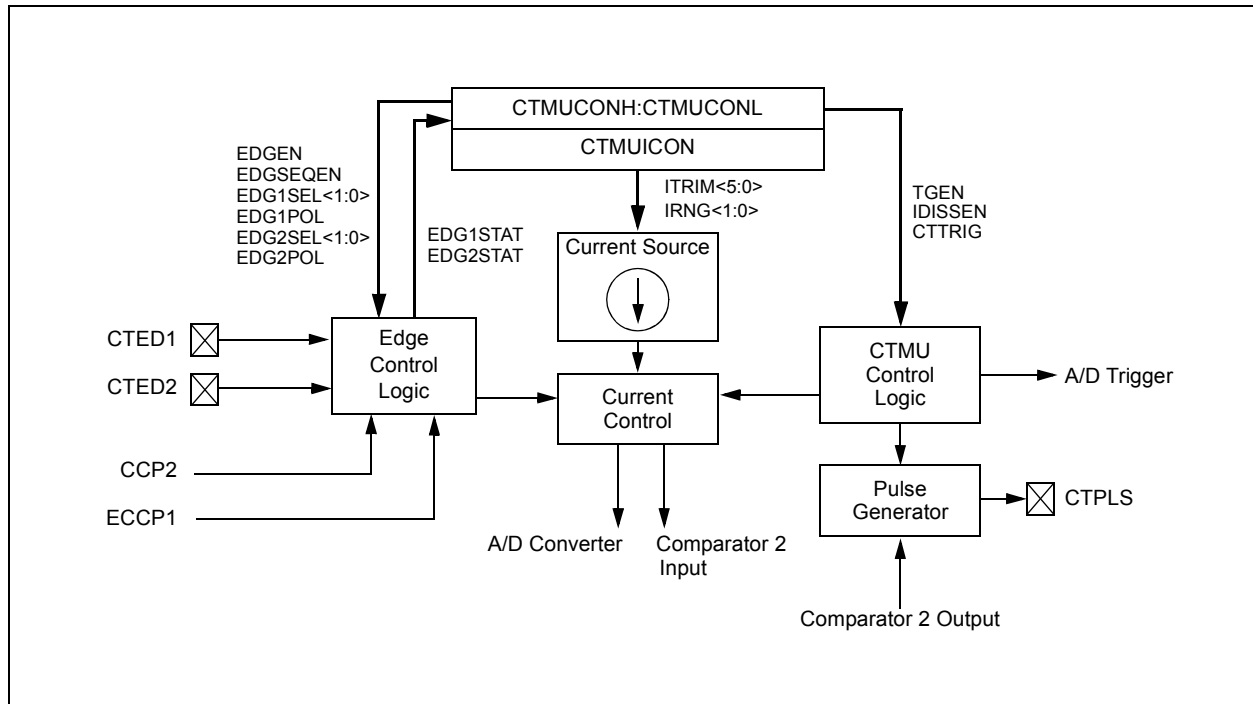 CTMUCONH:CTMUCONL
CTMUICON
EDGEN
EDGSEQEN
EDG1SEL<1:0>
EDG1POL
EDG2SEL<1:0>
EDG2POL
EDG1STAT
EDG2STAT
ITRIM<5:0>
IRNG<1:0>
TGEN
IDISSEN
CTTRIG
Current Source
CTED1
CTED2
Edge
Control
Logic
Current
Control
CTMU
Control
Logic
A/D Trigger
CCP2
ECCP1
Pulse
Generator
CTPLS
A/D Converter
Comparator 2
Input
Comparator 2 Output